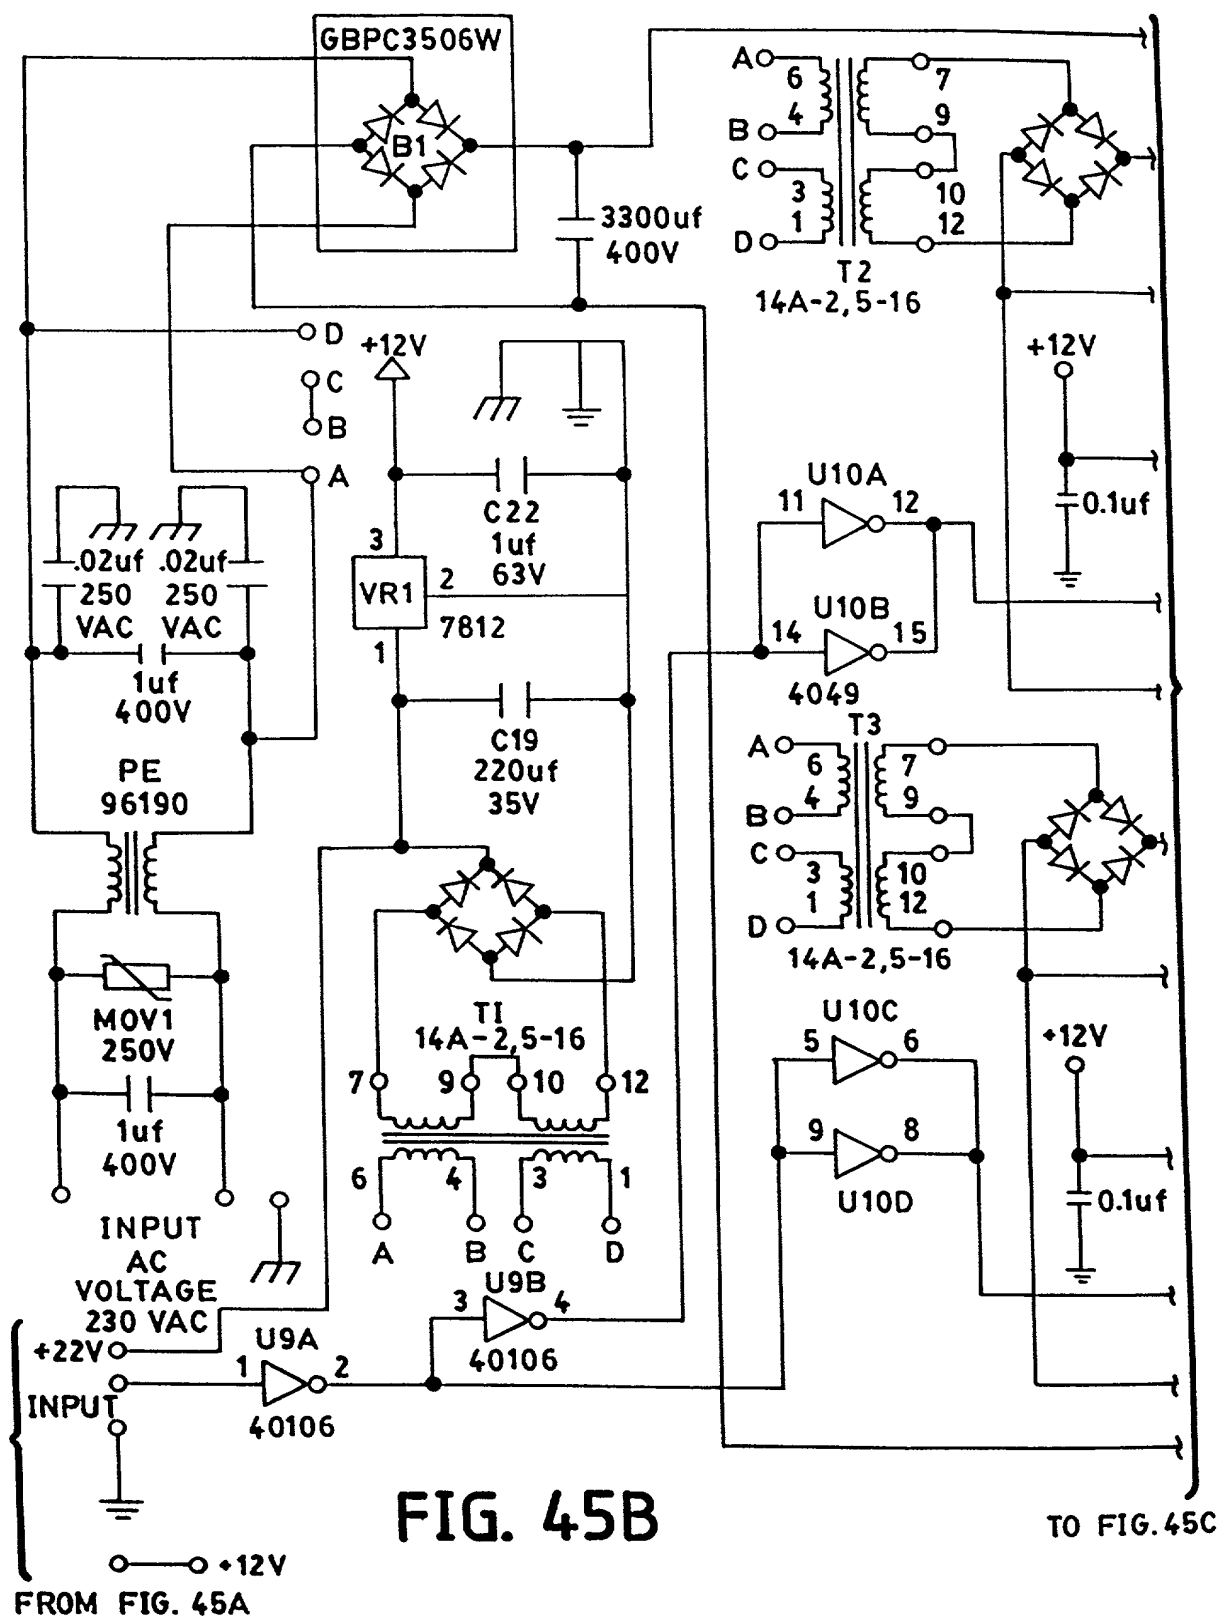 GBPC3506W
B1
3300uf
400V
A
6
4
B
C
3
1
D
7
9
10
12
T2
14A-2,5-16
D
C
B
A
+12V
+12V
0.1uf
C22
1uf
63V
3
VR1
2
7812
1
.02uf
250
VAC
.02uf
250
VAC
1uf
400V
C19
220uf
35V
U10A
11
12
U10B
14
15
4049
PE
96190
T3
A
6
4
B
C
3
1
D
7
9
10
12
14A-2,5-16
MOV1
250V
1uf
400V
TI
14A-2,5-16
7
9
10
12
6
4
3
1
A
B
C
D
U10C
5
6
9
8
U10D
+12V
0.1uf
INPUT
AC
VOLTAGE
230 VAC
U9B
3
4
40106
+22V
INPUT
U9A
1
2
40106
+12V
FROM FIG. 45A
FIG. 45B
TO FIG.45C